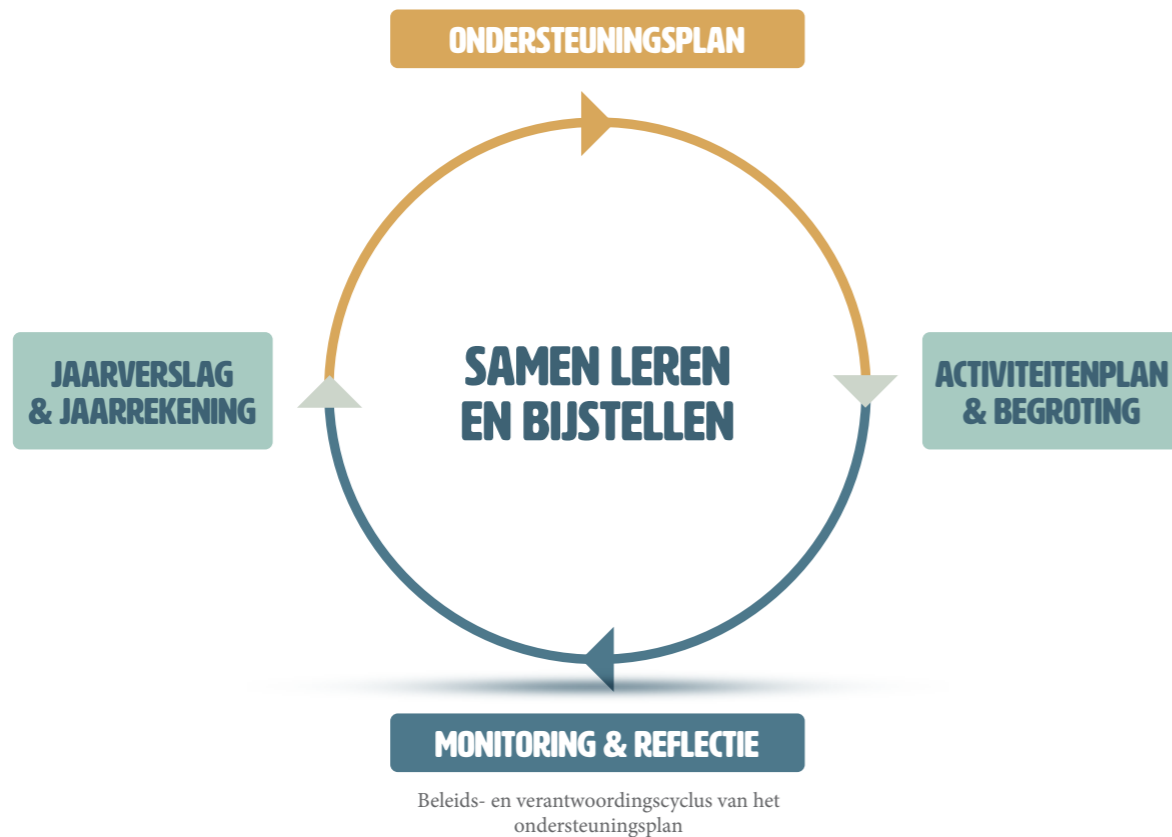 ONDERSTEUNINGSPLAN
JAARVERSLAG
& JAARREKENING
SAMEN LEREN
EN BIJSTELLEN
ACTIVITEITENPLAN
& BEGROTING
MONITORING & REFLECTIE
Beleids- en verantwoordingscyclus van het
ondersteuningsplan